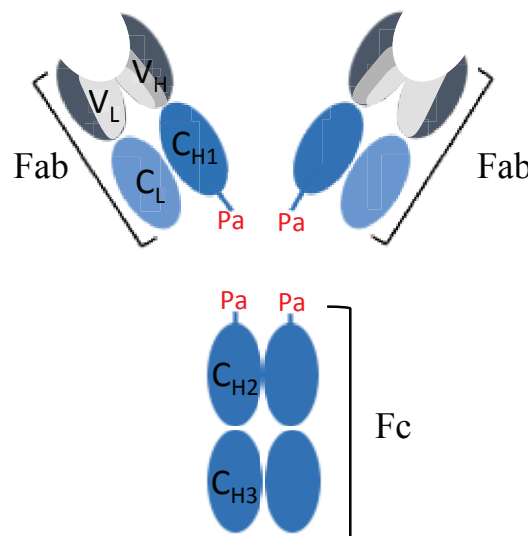 V_L V_H
C_H1
Fab Fab
C_L
Pa Pa
Pa Pa
C_H2
Fc
C_H3